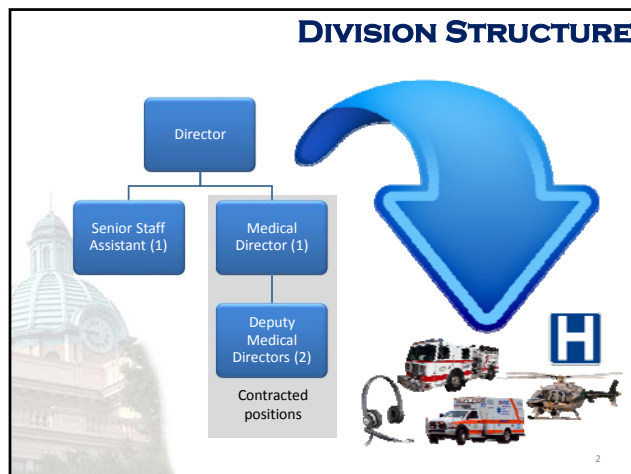 DIVISION STRUCTURE
Director
Senior Staff
Assistant (1)
Medical
Director (1)
Deputy
Medical
Directors (2)
Contracted
positions
H
2